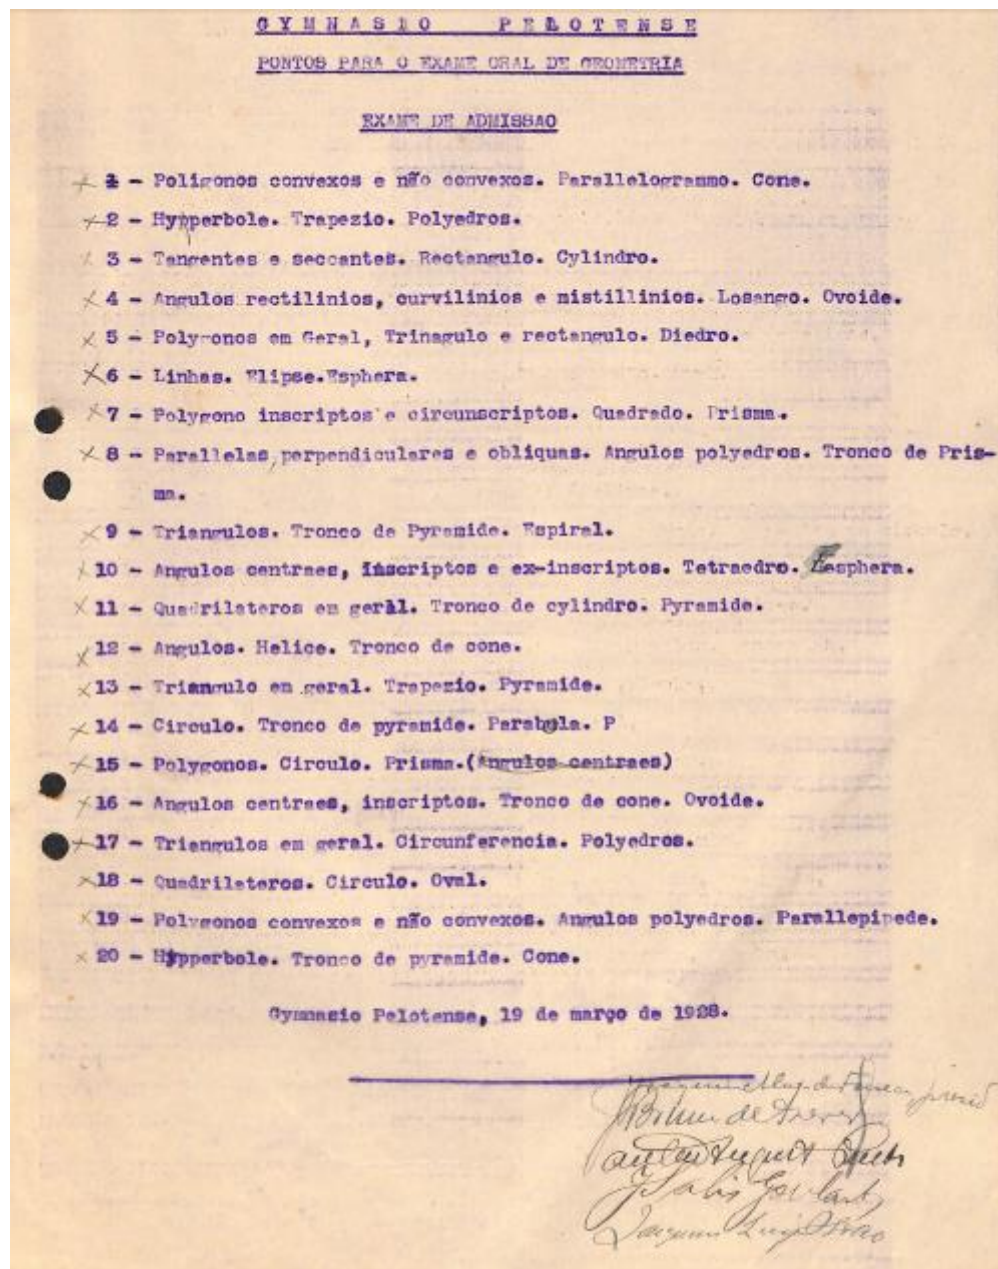 GYMNASIO PELOTENSE
PONTOS PARA O EXAME ORAL DE GEOMETRIA
EXAME DE ADMISSAO
1 - Poligonos convexos e não convexos. Parallelogrammo. Cone.
2 - Hypperbole. Trapezio. Polyedros.
3 - Tangentes e seccantes. Rectangulo. Cylindro.
4 - Angulos rectilinios, curvilinios e mistillinios. Losango. Ovoide.
5 - Polygonos em Geral, Trinagulo e rectangulo. Diedro.
6 - Linhas. Elipse.Esphera.
7 - Polygono inscriptos e circunscriptos. Quadrado. Prisma.
8 - Parallelas,perpendiculares e obliquas. Angulos polyedros. Tronco de Pris-
ma.
9 - Triangulos. Tronco de Pyramide. Espiral.
10 - Angulos centraes, inscriptos e ex-inscriptos. Tetraedro. Eesphera.
11 - Quadrilateros em geral. Tronco de cylindro. Pyramide.
12 - Angulos. Helice. Tronco de cone.
13 - Triangulo em geral. Trapezio. Pyramide.
14 - Circulo. Tronco de pyramide. Parabola. P
15 - Polygonos. Circulo. Prisma.(Angulos centraes)
16 - Angulos centraes, inscriptos. Tronco de cone. Ovoide.
17 - Triangulos em geral. Circunferencia. Polyedros.
18 - Quadrilateros. Circulo. Oval.
19 - Polygonos convexos e não convexos. Angulos polyedros. Parallepipede.
20 - Hypperbole. Tronco de pyramide. Cone.
Gymnasio Pelotense, 19 de março de 1928.
de
Goulart
Joaquim Luiz